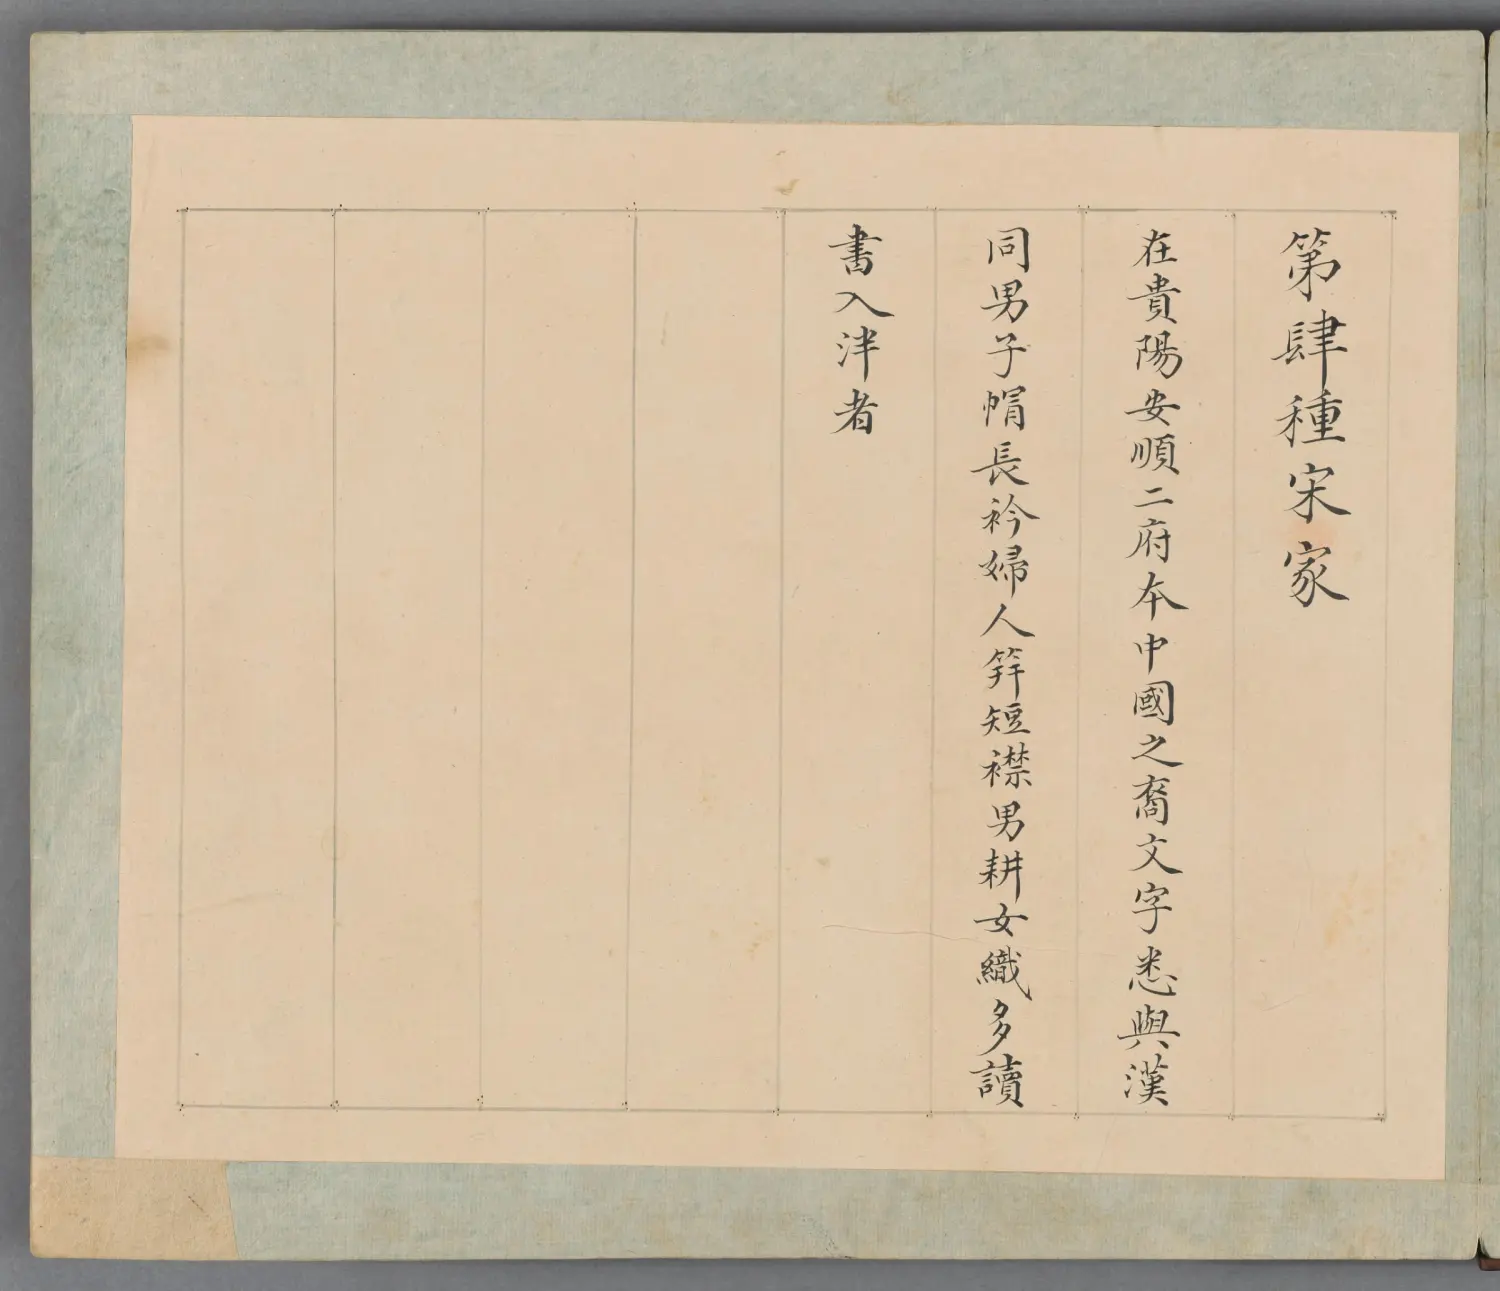 第肆種宋家
在貴陽安順二府本中國之裔文字悉與漢
同男子帽長衿婦人笄短襟男耕女織多讀
書入泮者